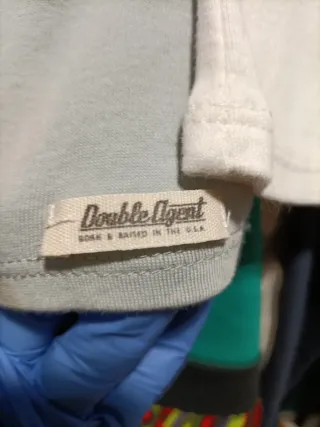 Double Agent
BORN & RAISED IN THE U.S.A.